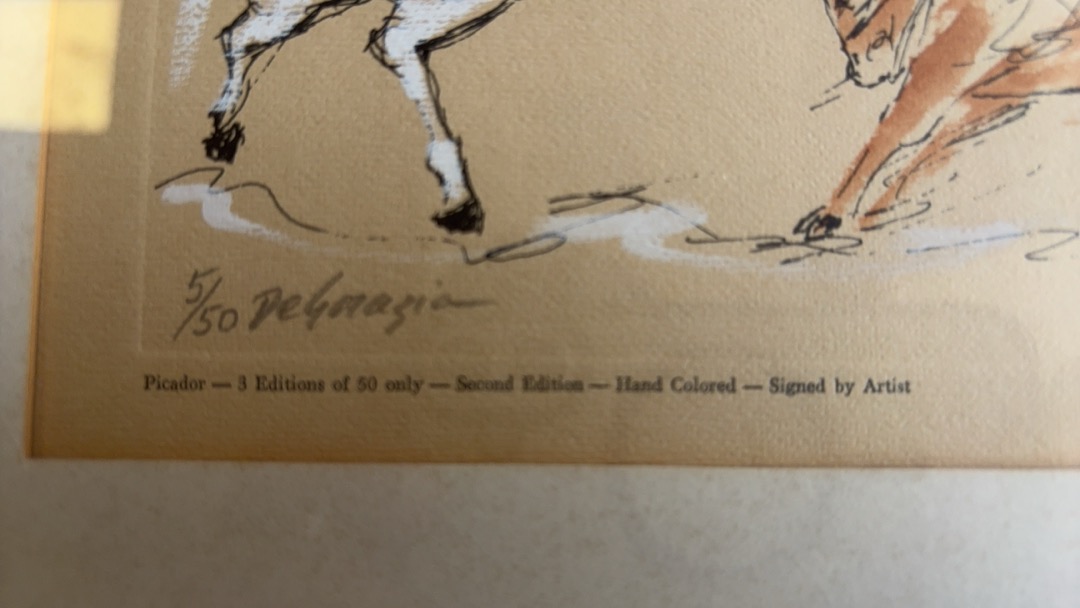 5/50 DeGrazia
Picador — 3 Editions of 50 only — Second Edition — Hand Colored — Signed by Artist